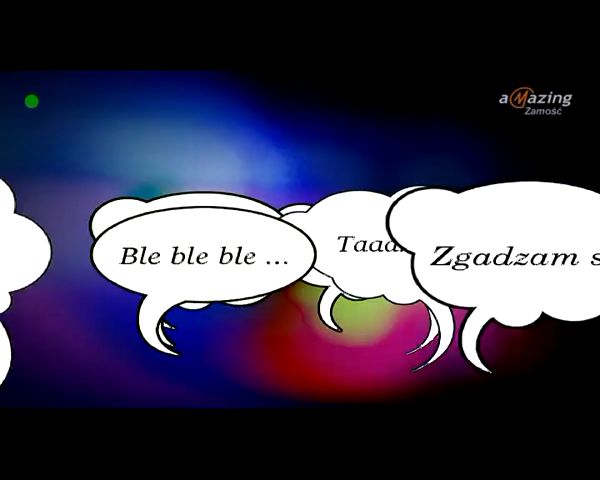 aMazing
Zamość
Ble ble ble ...
Taaa
Zgadzam s